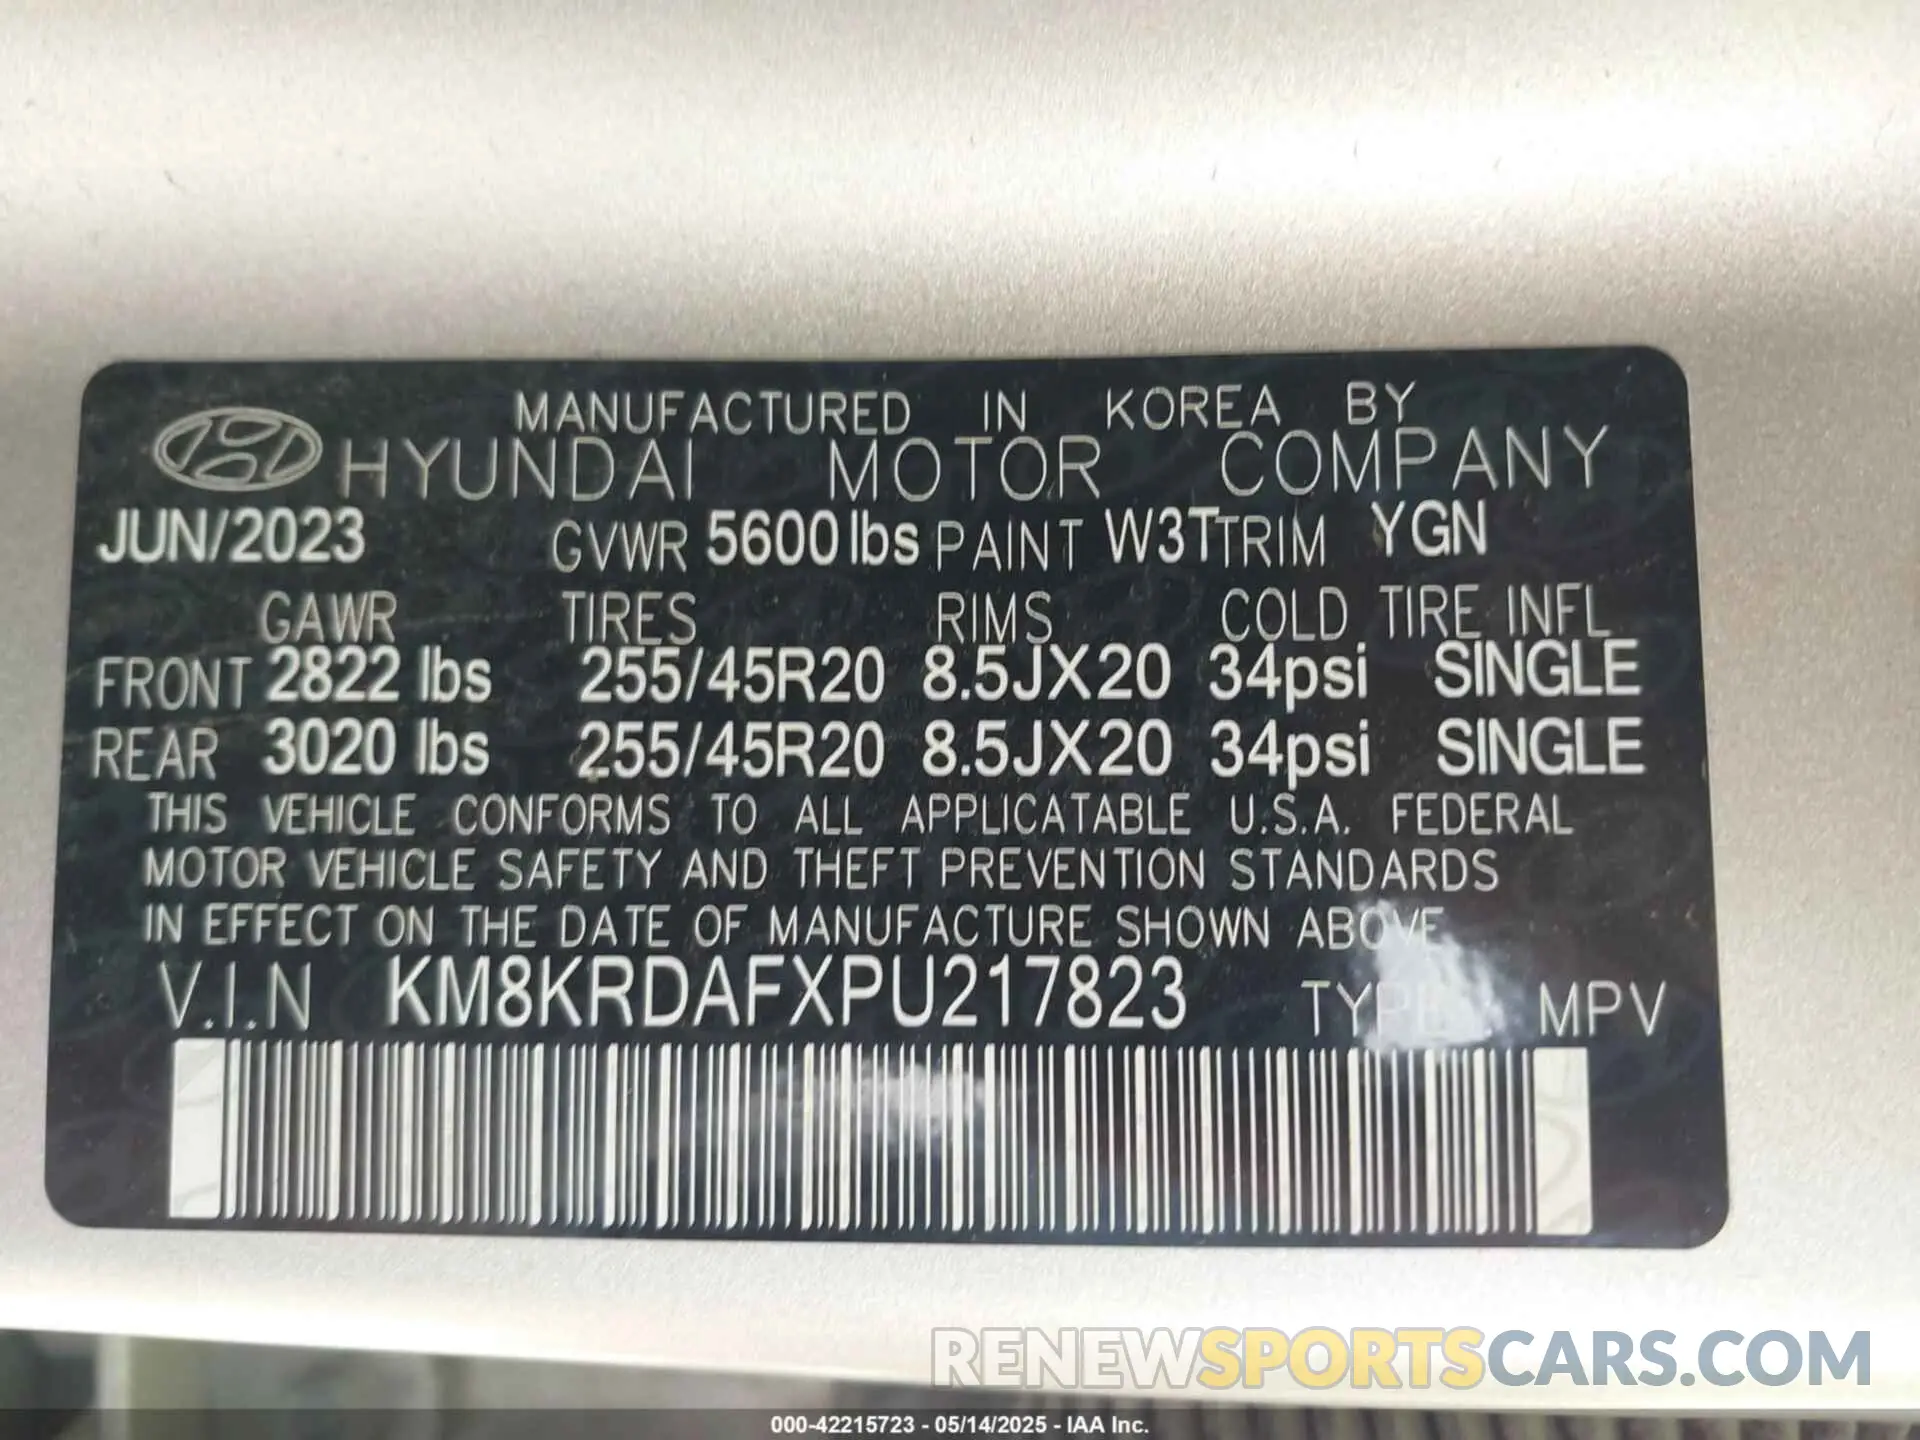 MANUFACTURED IN KOREA BY
HYUNDAI MOTOR COMPANY
JUN/2023 GVWR 5600 lbs PAINT W3T TRIM YGN
GAWR TIRES RIMS COLD TIRE INFL
FRONT 2822 lbs 255/45R20 8.5JX20 34psi SINGLE
REAR 3020 lbs 255/45R20 8.5JX20 34psi SINGLE
THIS VEHICLE CONFORMS TO ALL APPLICATABLE U.S.A. FEDERAL
MOTOR VEHICLE SAFETY AND THEFT PREVENTION STANDARDS
IN EFFECT ON THE DATE OF MANUFACTURE SHOWN ABOVE
V.I.N KM8KRDAFXPU217823 TYPE: MPV
RENEWSPORTSCARS.COM
000-42215723 - 05/14/2025 - IAA Inc.